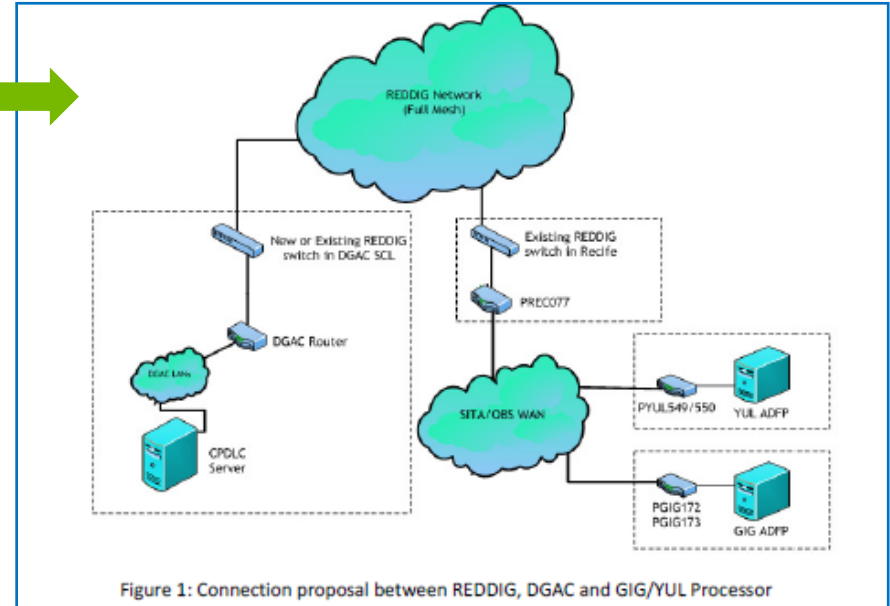 REDDIG Network
(Full Mesh)
New or Existing REDDIG
switch in DGAC SCL
Existing REDDIG
switch in Recife
PREC077
DGAC Router
DGAC LANs
SITA/OBS WAN
PYUL549/550
YUL ADFP
CPDLC
Server
PGIG172
PGIG173
GIG ADFP
Figure 1: Connection proposal between REDDIG, DGAC and GIG/YUL Processor